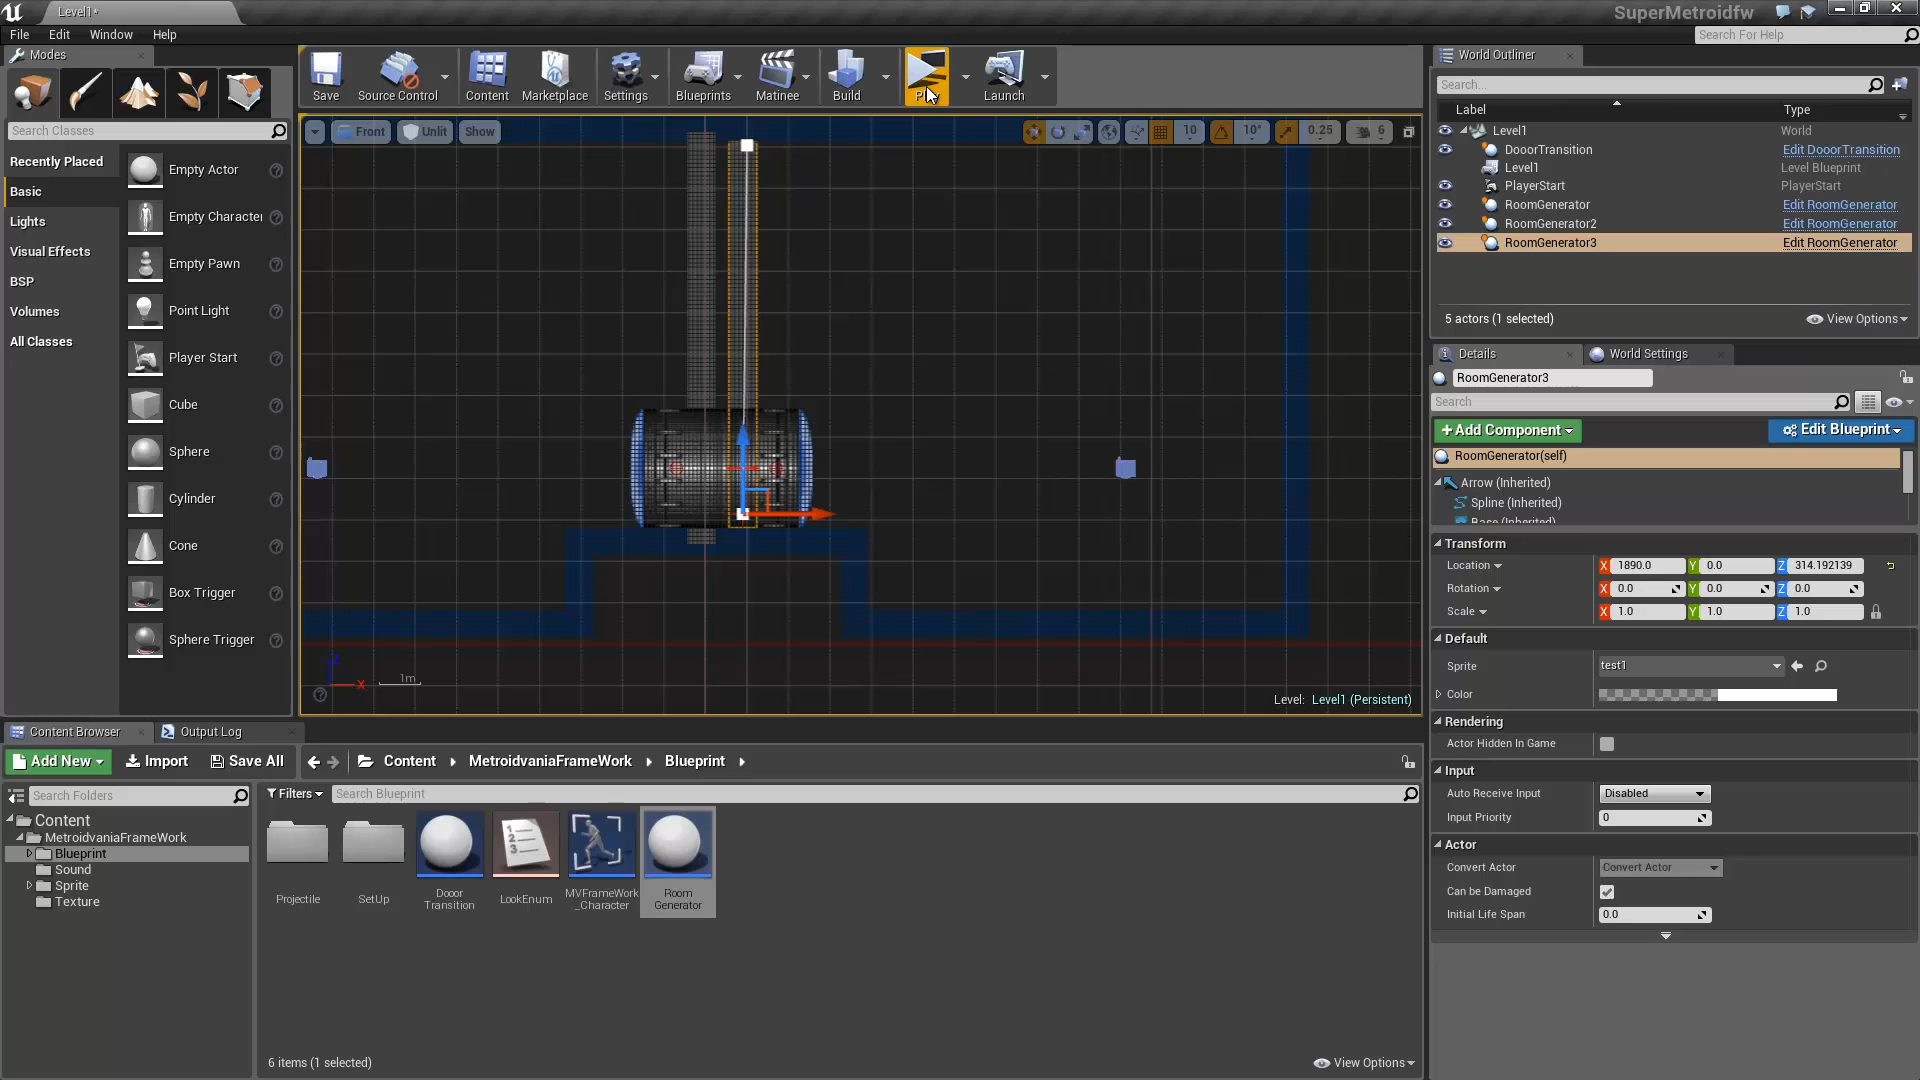 Level1*
SuperMetroidfw
File Edit Window Help
Search For Help
Modes
Search Classes
Recently Placed
Basic
Lights
Visual Effects
BSP
Volumes
All Classes
Empty Actor
Empty Character
Empty Pawn
Point Light
Player Start
Cube
Sphere
Cylinder
Cone
Box Trigger
Sphere Trigger
Save Source Control Content Marketplace Settings Blueprints Matinee Build Launch
Front Unlit Show
10 10° 0.25 6
Z
X
1m
Level: Level1 (Persistent)
World Outliner
Search...
Label Type
Level1 World
DooorTransition Edit DooorTransition
Level1 Level Blueprint
PlayerStart PlayerStart
RoomGenerator Edit RoomGenerator
RoomGenerator2 Edit RoomGenerator
RoomGenerator3 Edit RoomGenerator
5 actors (1 selected) View Options
Details World Settings
RoomGenerator3
Search
+Add Component Edit Blueprint
RoomGenerator(self)
Arrow (Inherited)
Spline (Inherited)
Base (Inherited)
Transform
Location X 1890.0 Y 0.0 Z 314.192139
Rotation X 0.0 Y 0.0 Z 0.0
Scale X 1.0 Y 1.0 Z 1.0
Default
Sprite test1
Color
Rendering
Actor Hidden In Game
Input
Auto Receive Input Disabled
Input Priority 0
Actor
Convert Actor Convert Actor
Can be Damaged
Initial Life Span 0.0
Content Browser Output Log
Add New Import Save All Content MetroidvaniaFrameWork Blueprint
Search Folders
Filters Search Blueprint
Content
MetroidvaniaFrameWork
Blueprint
Sound
Sprite
Texture
Projectile
SetUp
Dooor
Transition
LookEnum
MVFrameWork
_Character
Room
Generator
6 items (1 selected) View Options